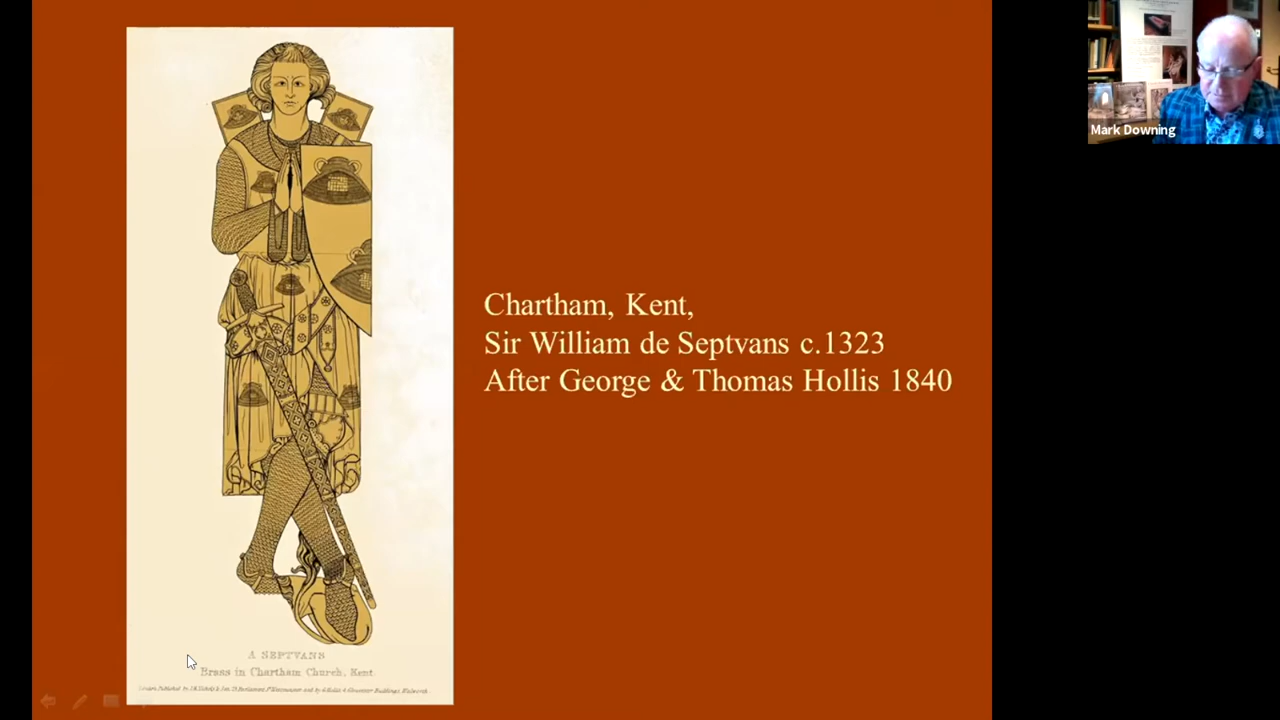 Chartham, Kent,
Sir William de Septvans c.1323
After George & Thomas Hollis 1840
A SEPTVANS
Brass in Chartham Church, Kent
Mark Downing